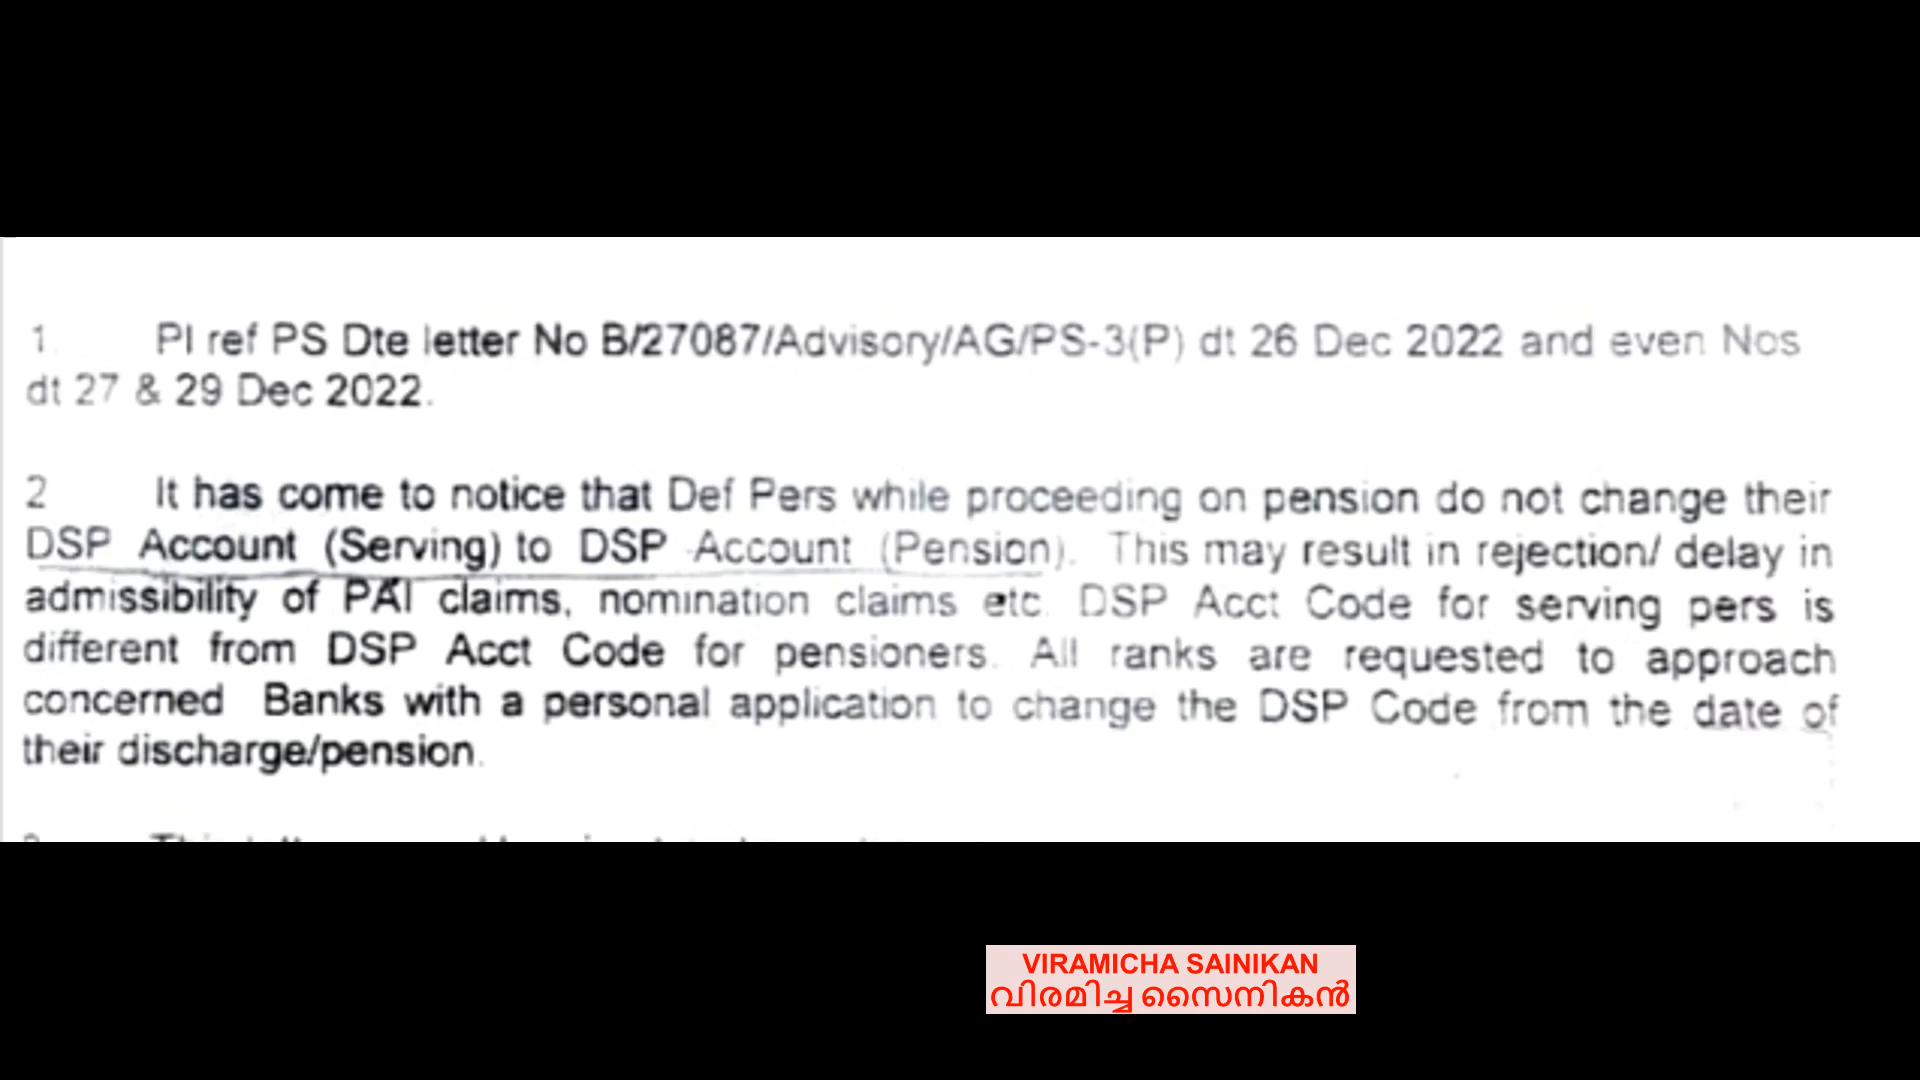 1. Pl ref PS Dte letter No B/27087/Advisory/AG/PS-3(P) dt 26 Dec 2022 and even Nos
dt 27 & 29 Dec 2022.
2 It has come to notice that Def Pers while proceeding on pension do not change their
DSP Account (Serving) to DSP Account (Pension). This may result in rejection/ delay in
admissibility of PAI claims, nomination claims etc. DSP Acct Code for serving pers is
different from DSP Acct Code for pensioners. All ranks are requested to approach
concerned Banks with a personal application to change the DSP Code from the date of
their discharge/pension.
VIRAMICHA SAINIKAN
വിരമിച്ച സൈനികൻ